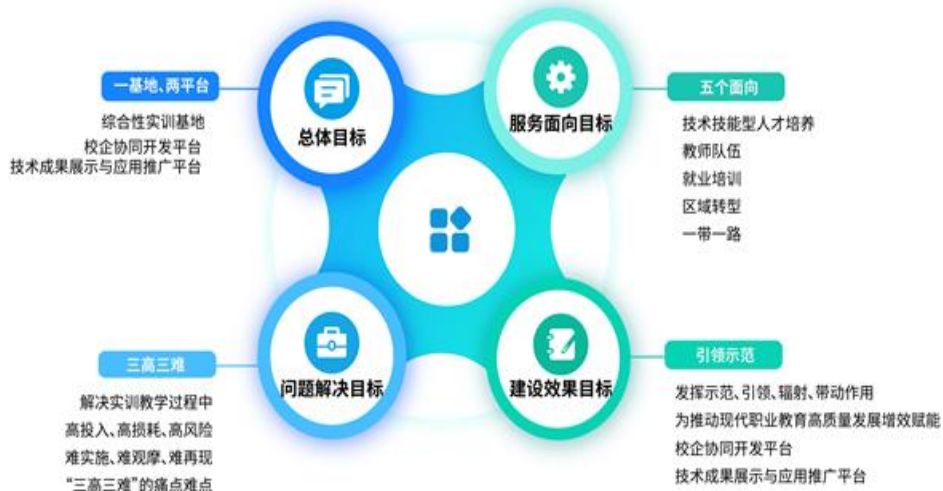 一基地、两平台
综合性实训基地
校企协同开发平台
技术成果展示与应用推广平台
总体目标
服务面向目标
五个面向
技术技能型人才培养
教师队伍
就业培训
区域转型
一带一路
三高三难
解决实训教学过程中
高投入、高损耗、高风险
难实施、难观摩、难再现
“三高三难”的痛点难点
问题解决目标
建设效果目标
引领示范
发挥示范、引领、辐射、带动作用
为推动现代职业教育高质量发展增效赋能
校企协同开发平台
技术成果展示与应用推广平台